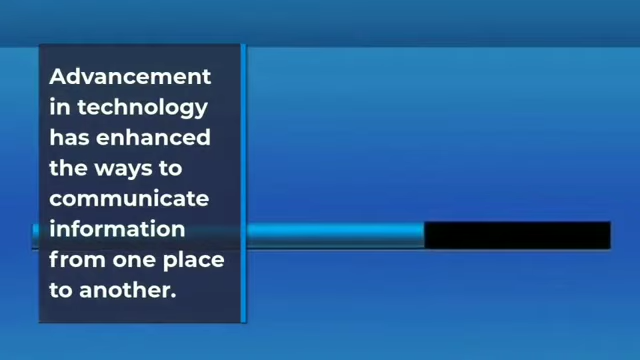 Advancement
in technology
has enhanced
the ways to
communicate
information
from one place
to another.